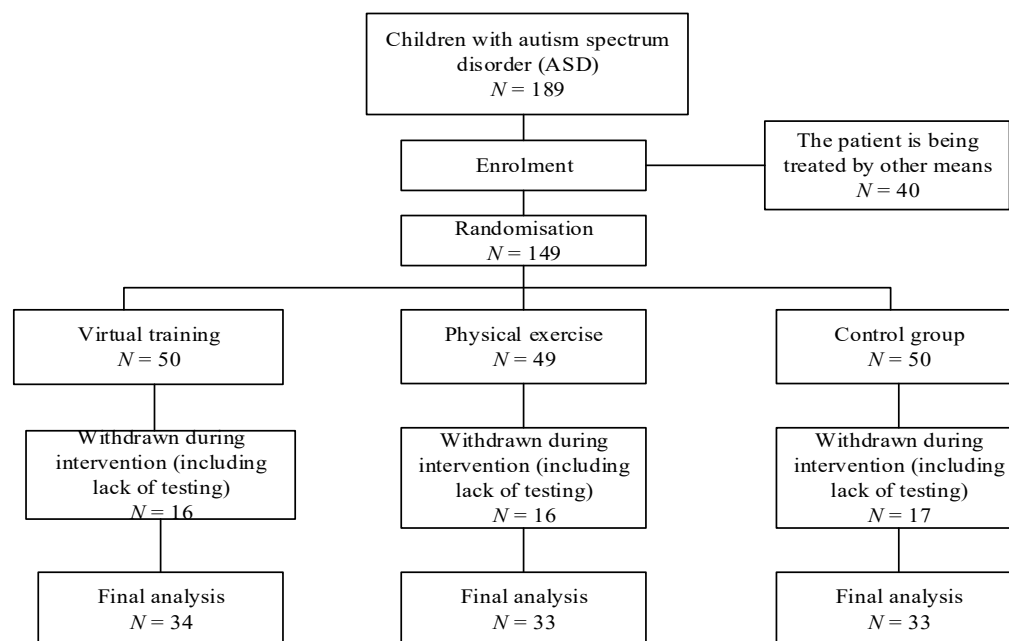 Children with autism spectrum
disorder (ASD)
N = 189
Enrolment
The patient is being
treated by other means
N = 40
Randomisation
N = 149
Virtual training
N = 50
Physical exercise
N = 49
Control group
N = 50
Withdrawn during
intervention (including
lack of testing)
N = 16
Withdrawn during
intervention (including
lack of testing)
N = 16
Withdrawn during
intervention (including
lack of testing)
N = 17
Final analysis
N = 34
Final analysis
N = 33
Final analysis
N = 33